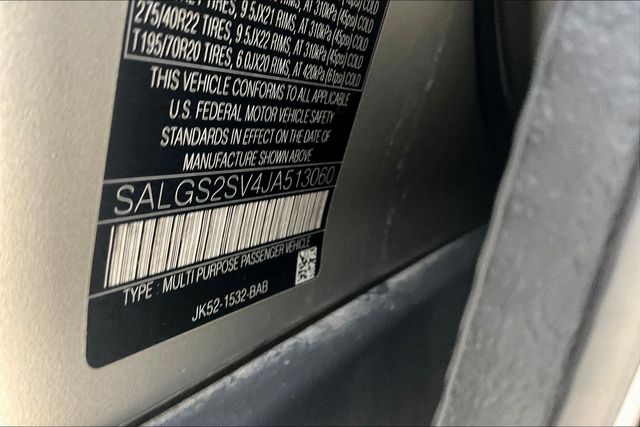 TIRES, 9.5JX21 RIMS, AT 310kPa (45psi) COLD
275/40R22 TIRES, 9.5JX22 RIMS, AT 310kPa (45psi) COLD
T195/70R20 TIRES, 6.0JX20 RIMS, AT 420kPa (61psi) COLD
THIS VEHICLE CONFORMS TO ALL APPLICABLE
U.S. FEDERAL MOTOR VEHICLE SAFETY
STANDARDS IN EFFECT ON THE DATE OF
MANUFACTURE SHOWN ABOVE
SALGS2SV4JA513060
TYPE : MULTI PURPOSE PASSENGER VEHICLE
JK52-1532-BAB